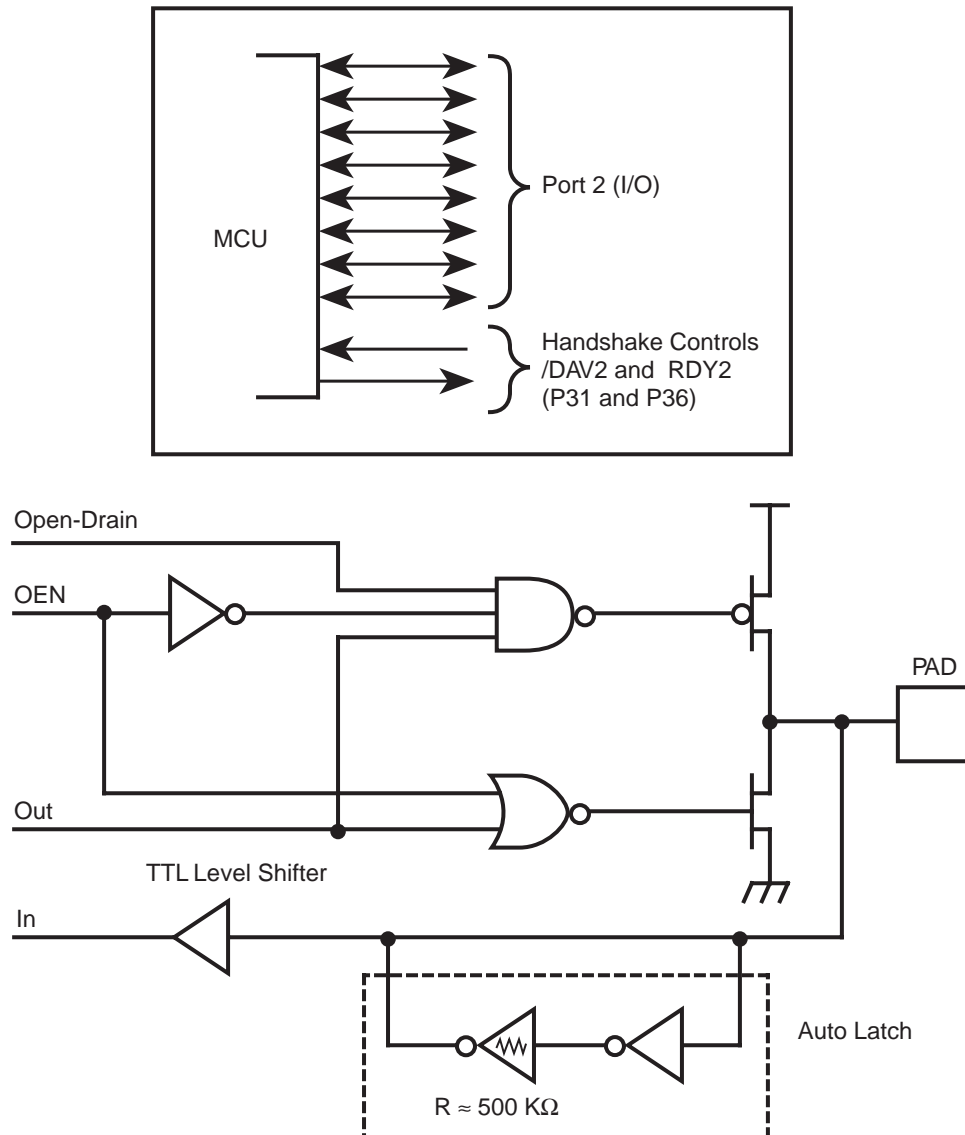 MCU
Port 2 (I/O)
Handshake Controls
/DAV2 and RDY2
(P31 and P36)
Open-Drain
OEN
PAD
Out
TTL Level Shifter
In
Auto Latch
R ≈ 500 KΩ